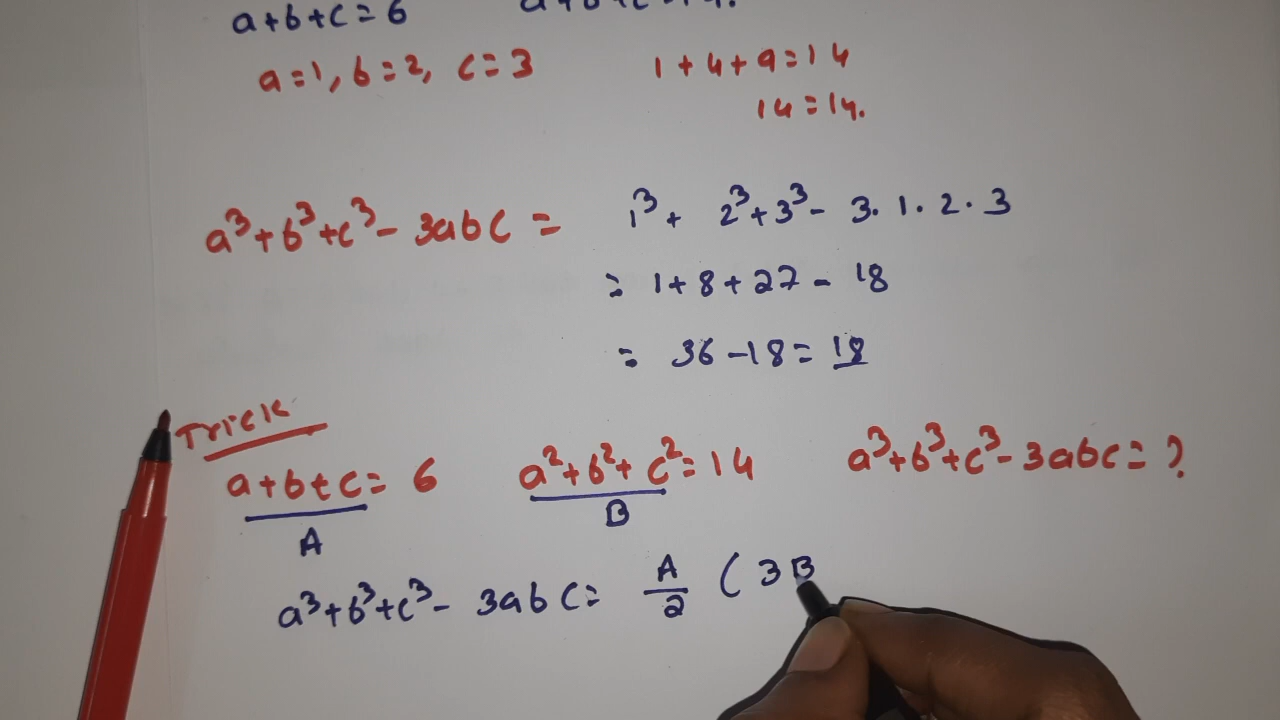 a+b+c=6
a=1, b=2, c=3 1+4+9=14
14=14.
a³+b³+c³-3abc= 1³+ 2³+3³- 3.1.2.3
= 1+8+27-18
= 36-18=18
Trick
a+b+c=6 a²+b²+c²=14 a³+b³+c³-3abc=?
A B
a³+b³+c³- 3abc= A/2 (3B